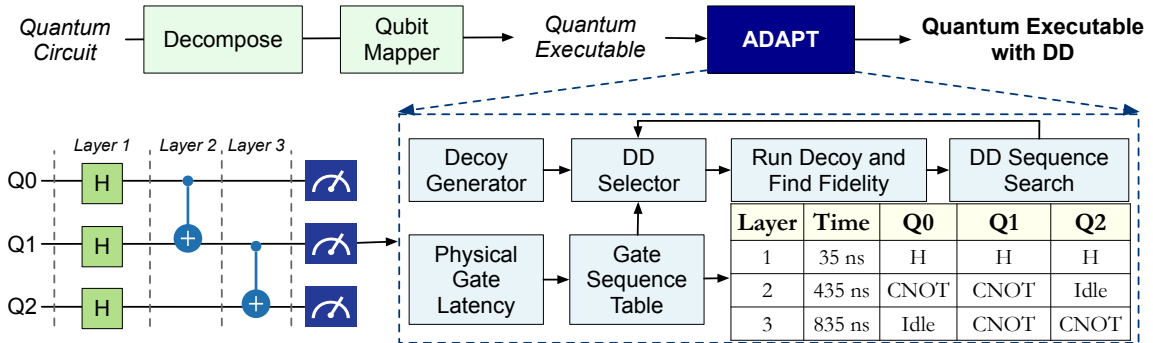 Quantum Circuit
Decompose
Qubit Mapper
Quantum Executable
ADAPT
Quantum Executable with DD
Layer 1
Layer 2
Layer 3
Q0
H
Q1
H
Q2
H
Decoy Generator
DD Selector
Run Decoy and Find Fidelity
DD Sequence Search
Physical Gate Latency
Gate Sequence Table
Layer Time Q0 Q1 Q2
1 35 ns H H H
2 435 ns CNOT CNOT Idle
3 835 ns Idle CNOT CNOT